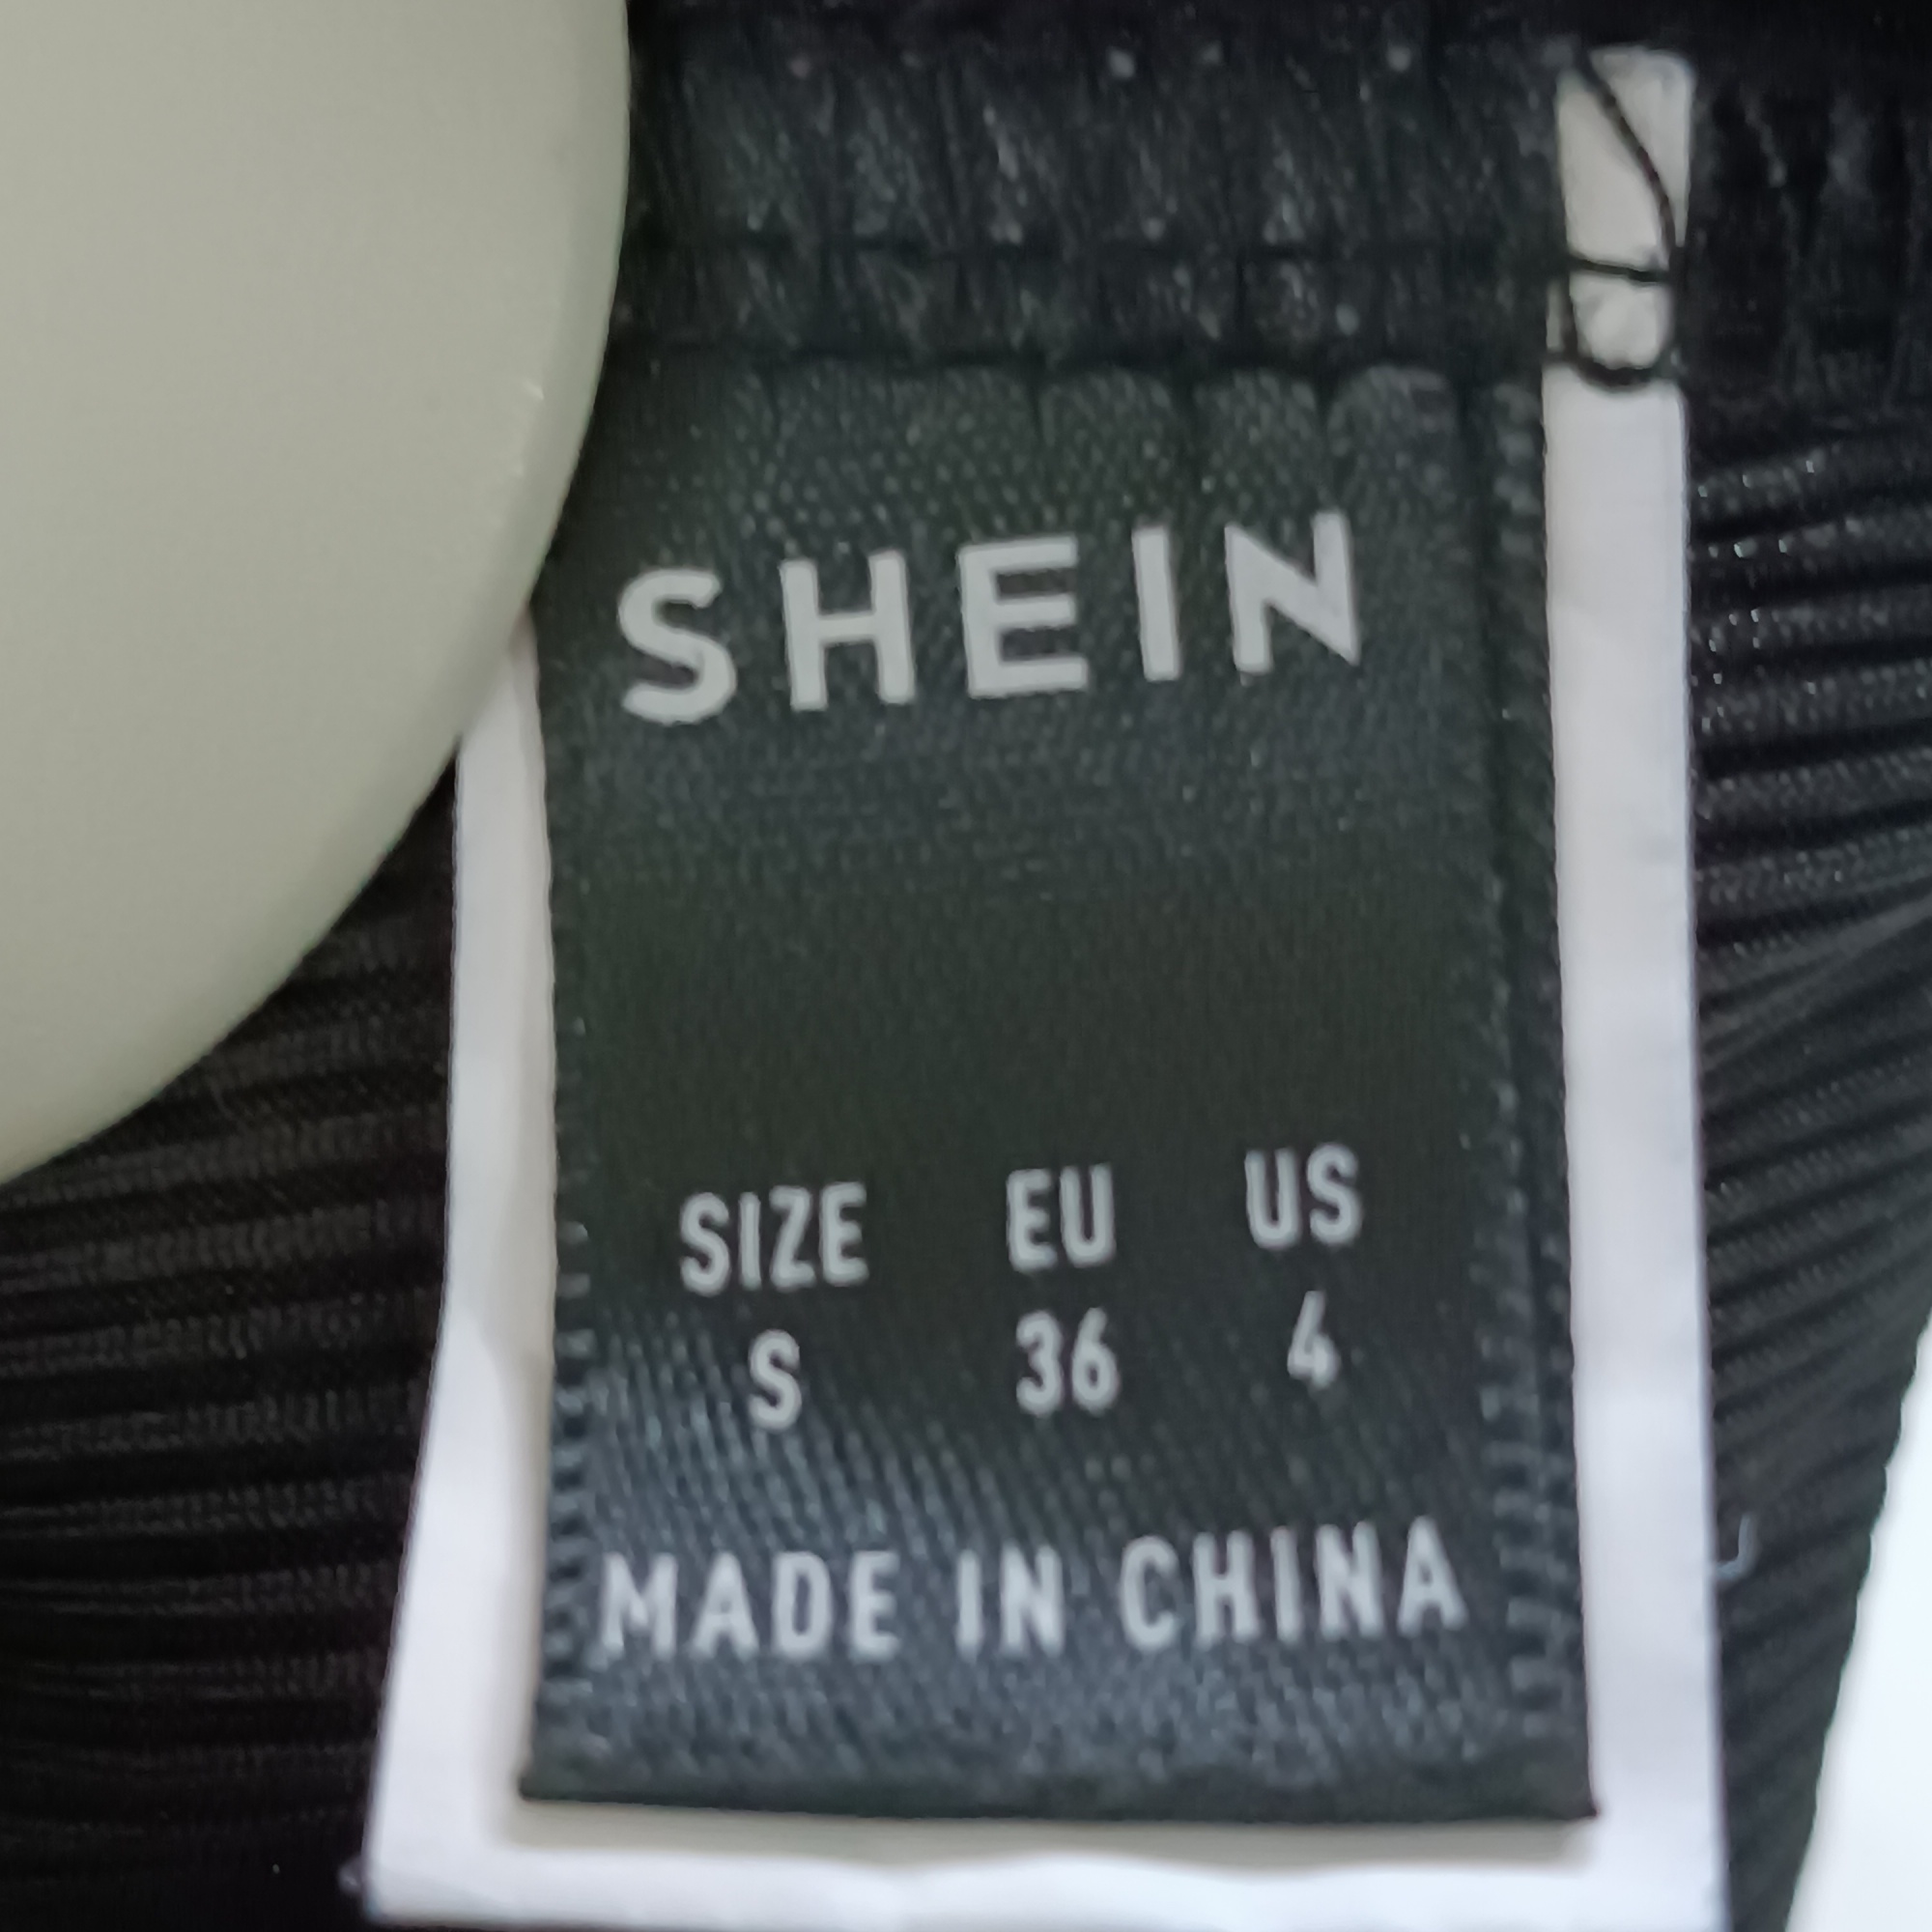 SHEIN
SIZE EU US
S 36 4
MADE IN CHINA